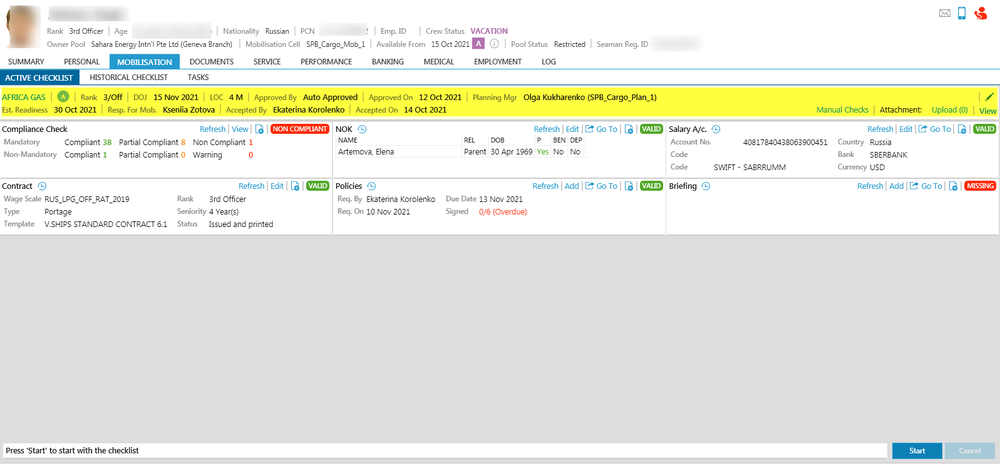 Rank 3rd Officer Age Nationality Russian PCN Emp. ID Crew Status VACATION
Owner Pool Sahara Energy Intn'l Pte Ltd (Geneva Branch) Mobilisation Cell SPB_Cargo_Mob_1 Available From 15 Oct 2021 A Pool Status Restricted Seaman Reg. ID
SUMMARY PERSONAL MOBILISATION DOCUMENTS SERVICE PERFORMANCE BANKING MEDICAL EMPLOYMENT LOG
ACTIVE CHECKLIST HISTORICAL CHECKLIST TASKS
AFRICA GAS A Rank 3/Off DOJ 15 Nov 2021 LOC 4 M Approved By Auto Approved Approved On 12 Oct 2021 Planning Mgr Olga Kukharenko (SPB_Cargo_Plan_1)
Est. Readiness 30 Oct 2021 Resp. For Mob. Kseniia Zotova Accepted By Ekaterina Korolenko Accepted On 14 Oct 2021 Manual Checks Attachment: Upload (0) View
Compliance Check Refresh View NON COMPLIANT
Mandatory Compliant 38 Partial Compliant 8 Non Compliant 1
Non-Mandatory Compliant 1 Partial Compliant 0 Warning 0
NOK Refresh Edit Go To VALID
NAME REL DOB P BEN DEP
Artemova, Elena Parent 30 Apr 1969 Yes No No
Salary A/c. Refresh Edit Go To VALID
Account No. 40817840438063900451 Country Russia
Code Bank SBERBANK
Code SWIFT - SABRRUMM Currency USD
Contract Refresh Edit VALID
Wage Scale RUS_LPG_OFF_RAT_2019 Rank 3rd Officer
Type Portage Seniority 4 Year(s)
Template V.SHIPS STANDARD CONTRACT 6.1 Status Issued and printed
Policies Refresh Add Go To VALID
Req. By Ekaterina Korolenko Due Date 13 Nov 2021
Req. On 10 Nov 2021 Signed 0/6 (Overdue)
Briefing Refresh Add Go To MISSING
Press 'Start' to start with the checklist Start Cancel